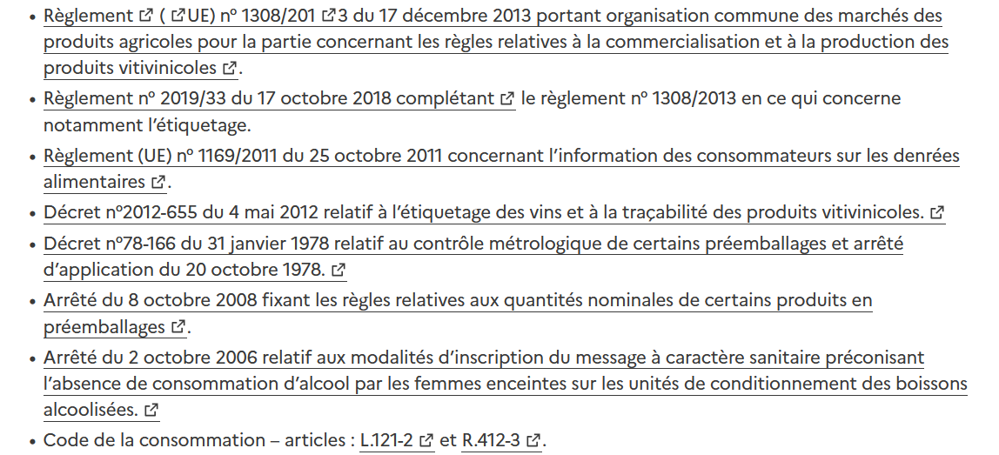 • Règlement (UE) nº 1308/2013 du 17 décembre 2013 portant organisation commune des marchés des
produits agricoles pour la partie concernant les règles relatives à la commercialisation et à la production des
produits vitivinicoles.
• Règlement nº 2019/33 du 17 octobre 2018 complétant le règlement nº 1308/2013 en ce qui concerne
notamment l’étiquetage.
• Règlement (UE) nº 1169/2011 du 25 octobre 2011 concernant l’information des consommateurs sur les denrées
alimentaires.
• Décret nº2012-655 du 4 mai 2012 relatif à l’étiquetage des vins et à la traçabilité des produits vitivinicoles.
• Décret nº78-166 du 31 janvier 1978 relatif au contrôle métrologique de certains préemballages et arrêté
d’application du 20 octobre 1978.
• Arrêté du 8 octobre 2008 fixant les règles relatives aux quantités nominales de certains produits en
préemballages.
• Arrêté du 2 octobre 2006 relatif aux modalités d’inscription du message à caractère sanitaire préconisant
l’absence de consommation d’alcool par les femmes enceintes sur les unités de conditionnement des boissons
alcoolisées.
• Code de la consommation – articles : L.121-2 et R.412-3.